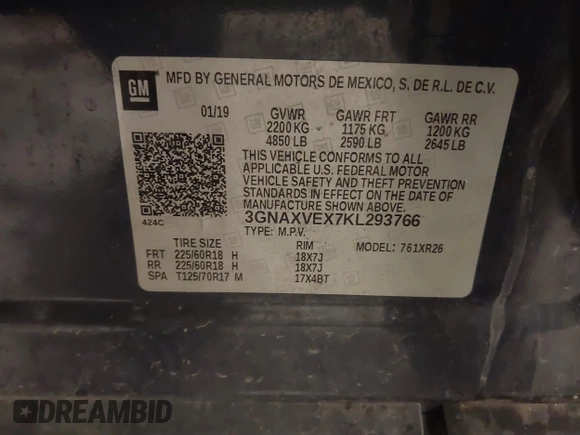 GM
MFD BY GENERAL MOTORS DE MEXICO, S. DE R.L. DE C.V.
01/19 GVWR GAWR FRT GAWR RR
2200 KG 1175 KG 1200 KG
4850 LB 2590 LB 2645 LB
THIS VEHICLE CONFORMS TO ALL
APPLICABLE U.S. FEDERAL MOTOR
VEHICLE SAFETY AND THEFT PREVENTION
STANDARDS IN EFFECT ON THE DATE OF
MANUFACTURE SHOWN ABOVE.
424C
3GNAXVEX7KL293766
TYPE: M.P.V.
MODEL: 761XR26
TIRE SIZE RIM
FRT 225/60R18 H 18X7J
RR 225/60R18 H 18X7J
SPA T125/70R17 M 17X4BT
DREAMBID